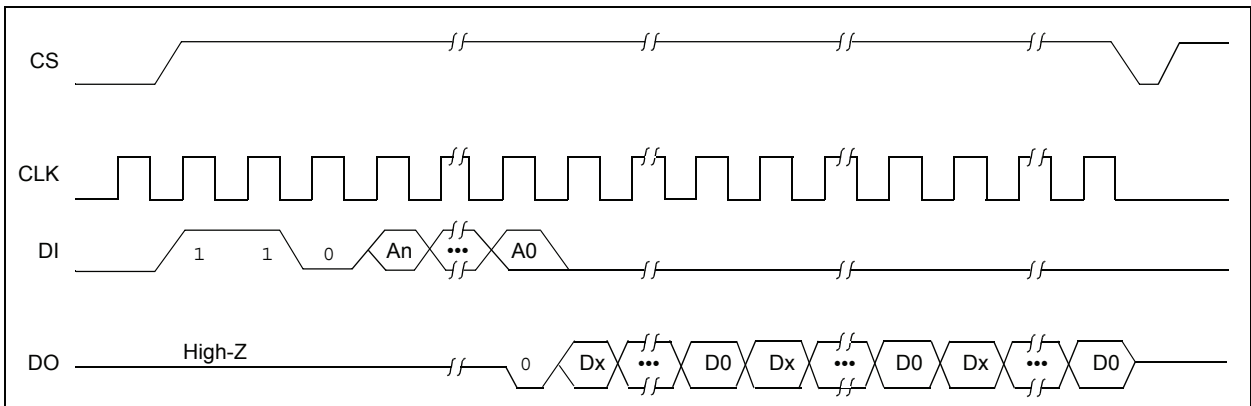 CS
CLK
DI 1 1 0 An ••• A0
High-Z
DO 0 Dx ••• D0 Dx ••• D0 Dx ••• D0